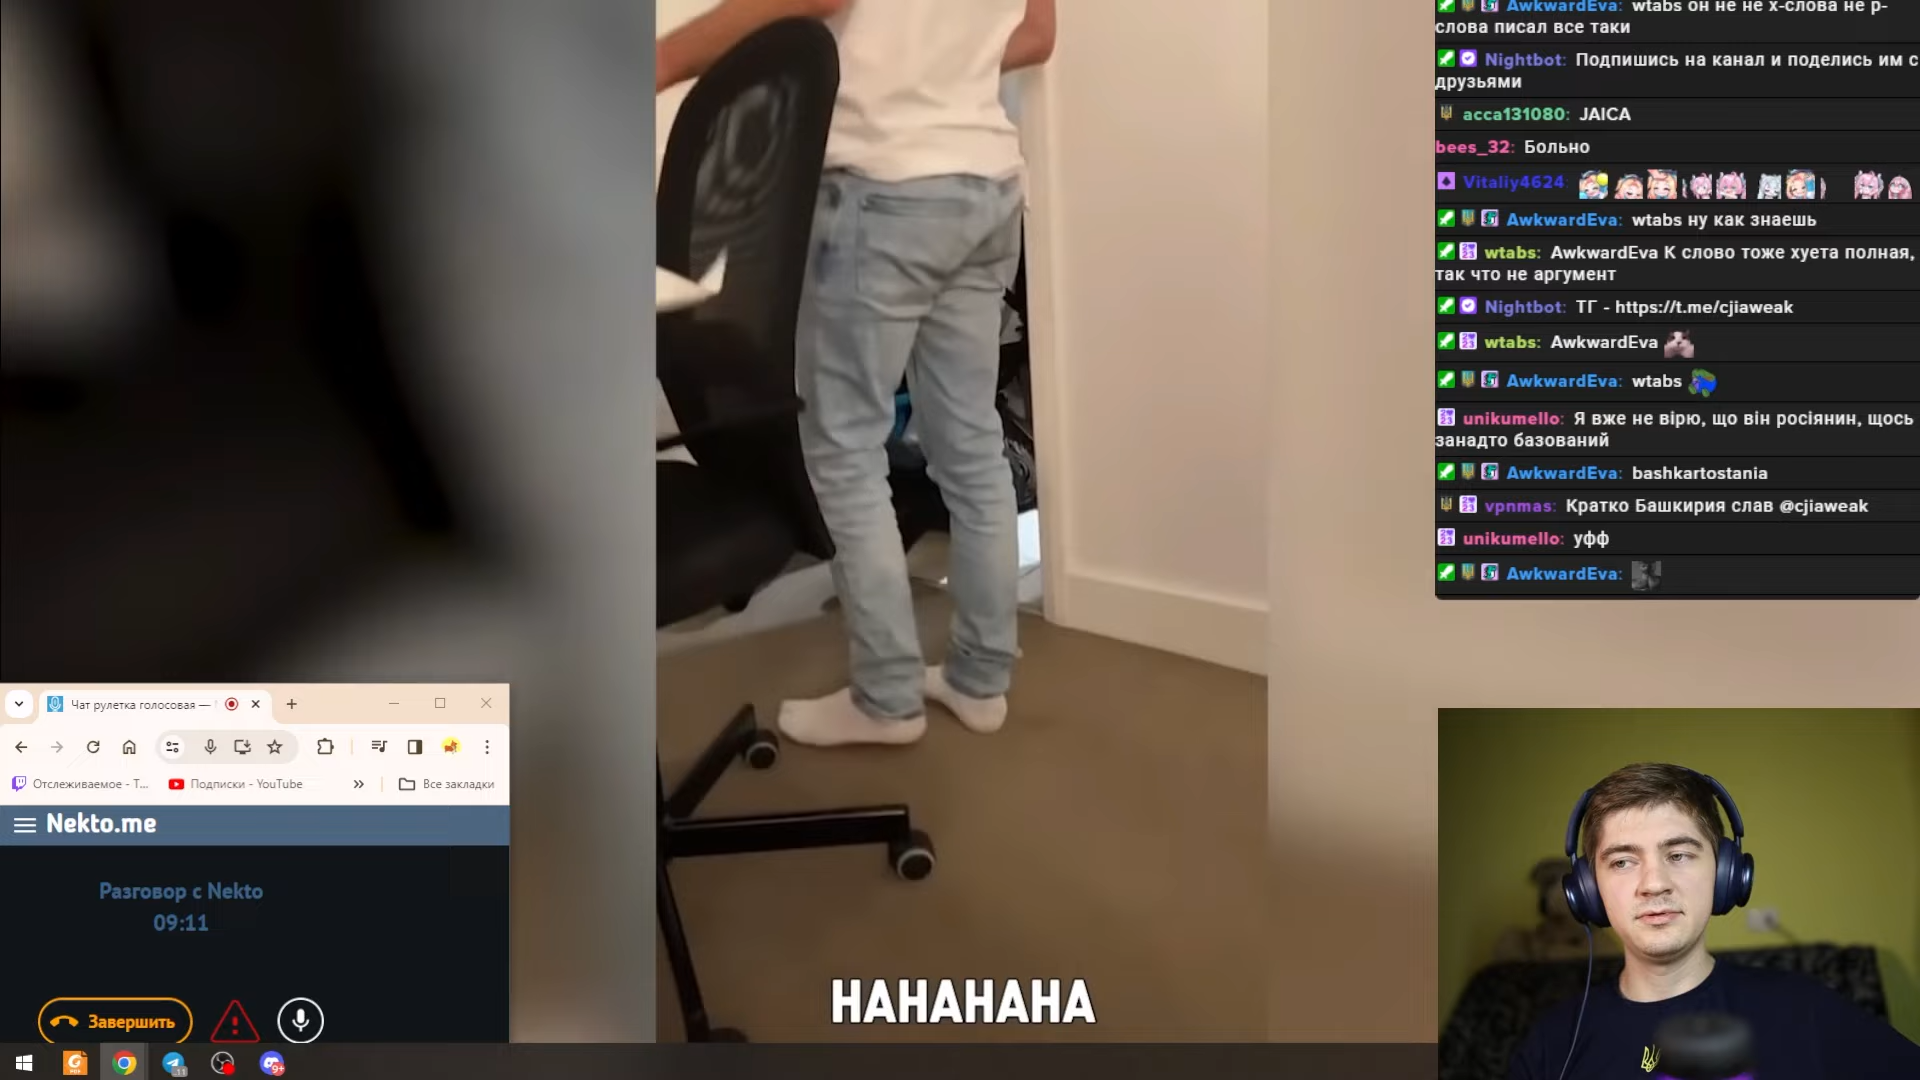 AwkwardEva: wtabs он не не х-слова не р-
слова писал все таки
Nightbot: Подпишись на канал и поделись им с
друзьями
acca131080: JAICA
bees_32: Больно
Vitaliy4624:
AwkwardEva: wtabs ну как знаешь
wtabs: AwkwardEva К слово тоже хуета полная,
так что не аргумент
Nightbot: ТГ - https://t.me/cjiaweak
wtabs: AwkwardEva
AwkwardEva: wtabs
unikumello: Я вже не вірю, що він росіянин, щось
занадто базований
AwkwardEva: bashkartostania
vpnmas: Кратко Башкирия слав @cjiaweak
unikumello: уфф
AwkwardEva:
Чат рулетка голосовая —
Отслеживаемое - T...
Подписки - YouTube
Все закладки
Nekto.me
Разговор с Nekto
09:11
Завершить
HAHAHAHA
11
9+